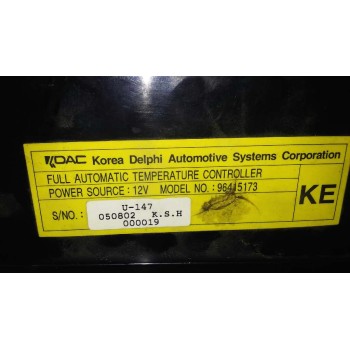 KDAC Korea Delphi Automotive Systems Corporation
FULL AUTOMATIC TEMPERATURE CONTROLLER
POWER SOURCE : 12V MODEL NO. : 96415173
KE
S/NO. :
U-147
050802 K.S.H
000019